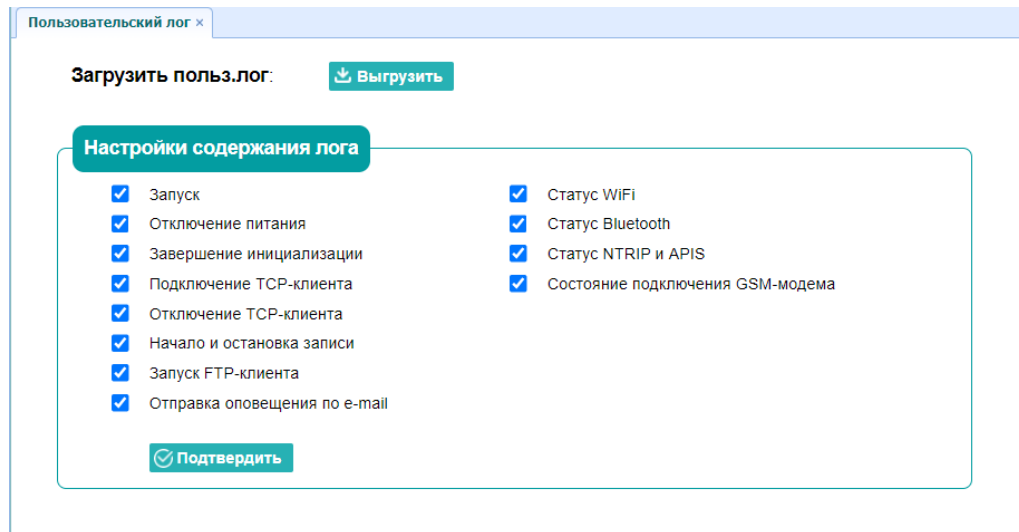 Пользовательский лог ×
Загрузить польз.лог: Выгрузить
Настройки содержания лога
Запуск
Отключение питания
Завершение инициализации
Подключение TCP-клиента
Отключение TCP-клиента
Начало и остановка записи
Запуск FTP-клиента
Отправка оповещения по e-mail
Статус WiFi
Статус Bluetooth
Статус NTRIP и APIS
Состояние подключения GSM-модема
Подтвердить